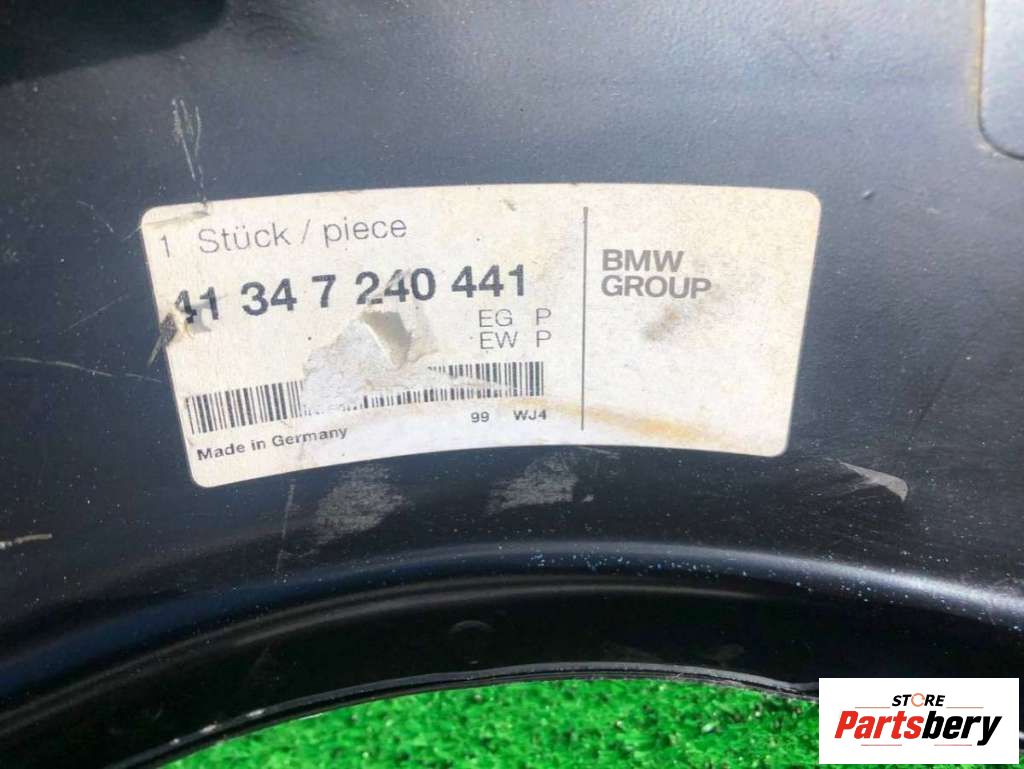 1 Stück / piece
41 34 7 240 441
EG P
EW P
99 WJ4
Made in Germany
BMW
GROUP
STORE
Partsbery